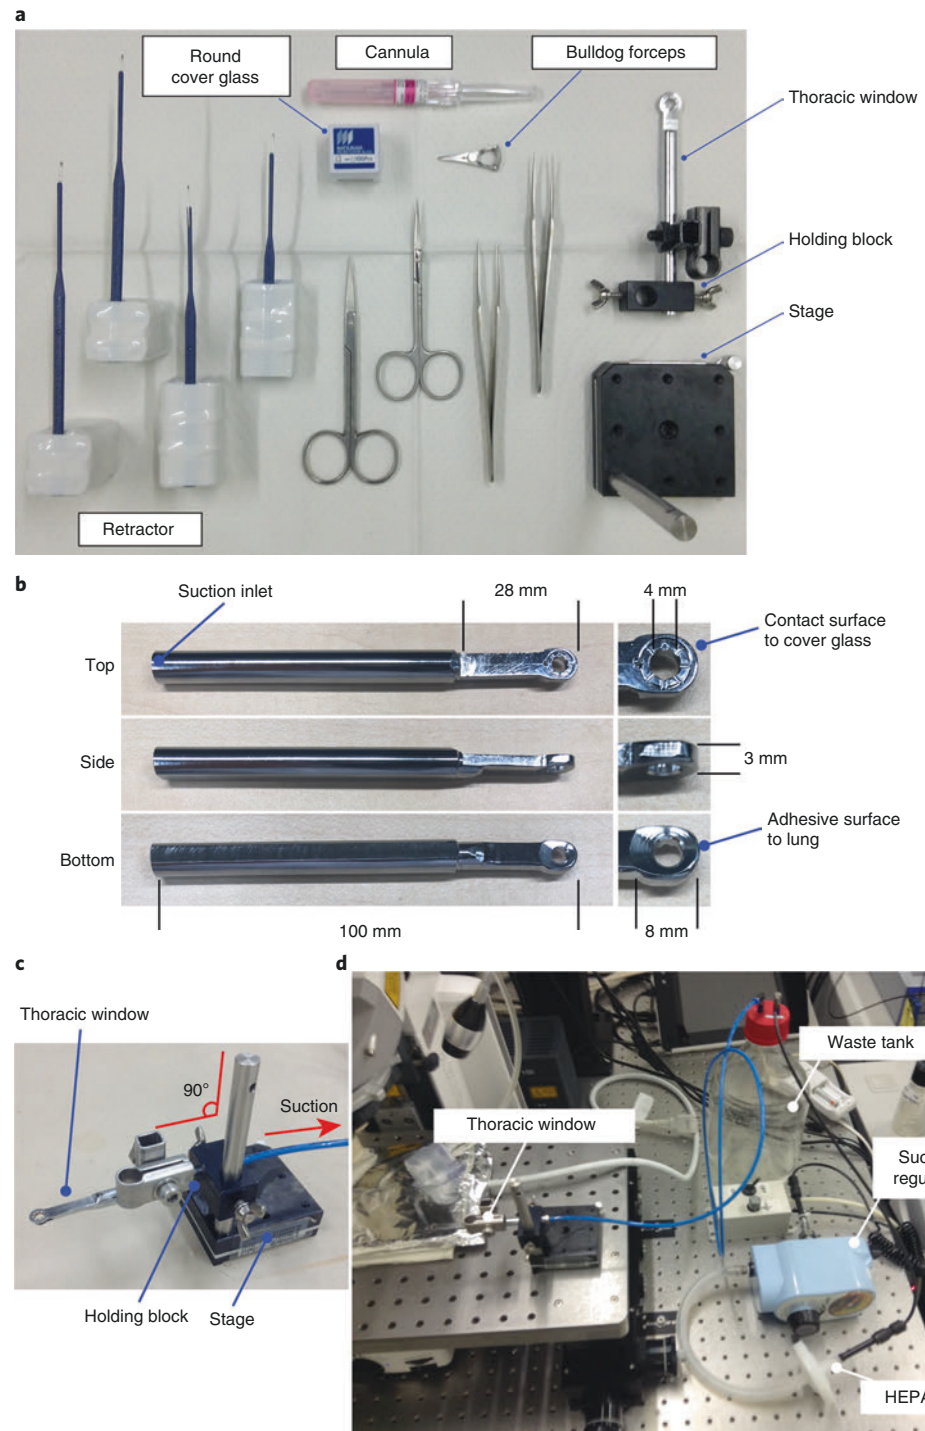 a
Round
cover glass
Cannula
Bulldog forceps
Thoracic window
Holding block
Stage
Retractor
b
Suction inlet
28 mm
4 mm
Contact surface
to cover glass
Top
Side
3 mm
Adhesive surface
to lung
Bottom
100 mm
8 mm
c
Thoracic window
90°
Suction
Holding block
Stage
d
Waste tank
Thoracic window
Suc
regu
HEPA